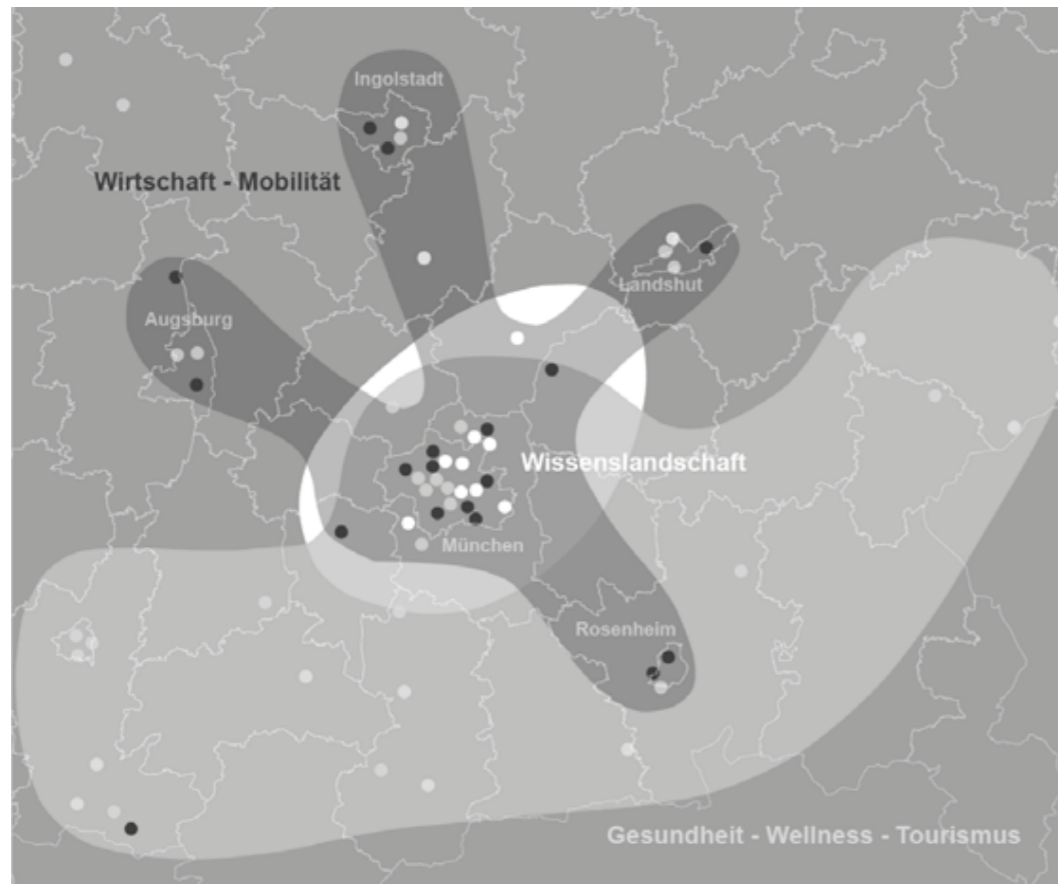 Ingolstadt
Wirtschaft - Mobilität
Landshut
Augsburg
Wissenslandschaft
München
Rosenheim
Gesundheit - Wellness - Tourismus